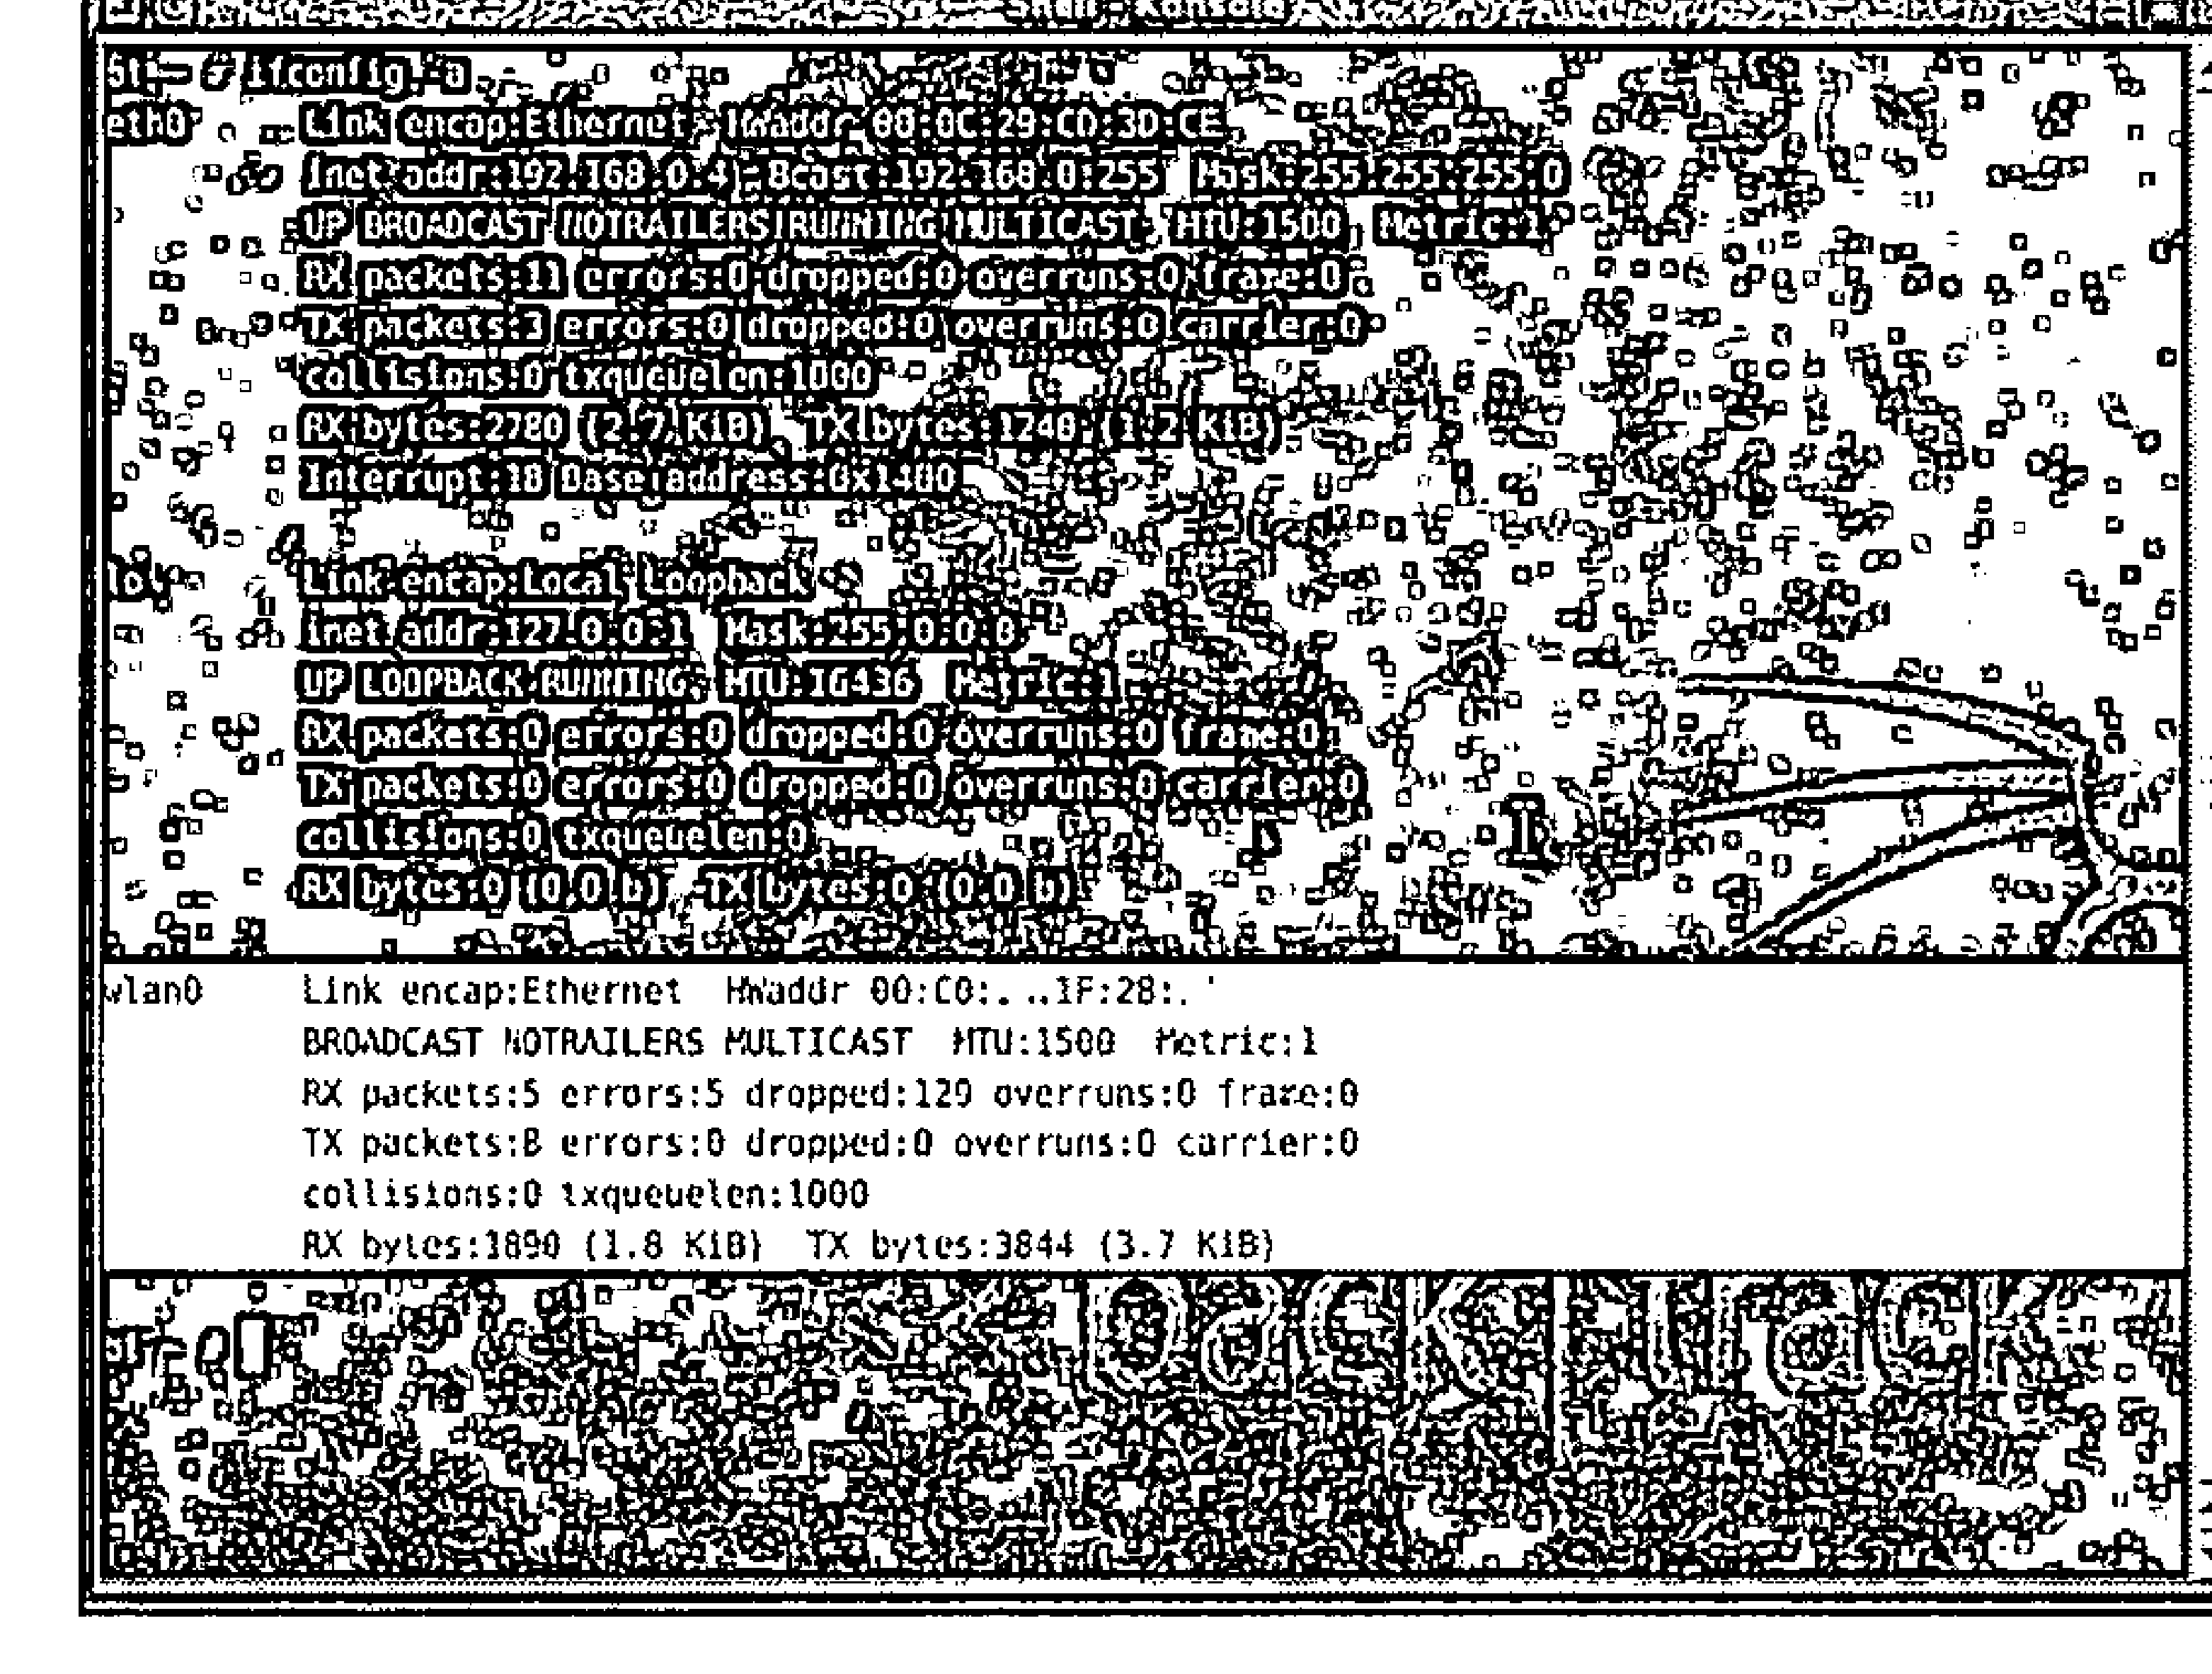 Shell - Konsole
ifconfig -a
eth0 Link encap:Ethernet HWaddr 00:0C:29:CD:3D:CE
inet addr:192.168.0.4 Bcast:192.168.0.255 Mask:255.255.255.0
UP BROADCAST NOTRAILERS RUNNING MULTICAST MTU:1500 Metric:1
RX packets:11 errors:0 dropped:0 overruns:0 frame:0
TX packets:3 errors:0 dropped:0 overruns:0 carrier:0
collisions:0 txqueuelen:1000
RX bytes:2780 (2.7 KiB) TX bytes:1240 (1.2 KiB)
Interrupt:18 Base address:0x1400
lo Link encap:Local Loopback
inet addr:127.0.0.1 Mask:255.0.0.0
UP LOOPBACK RUNNING MTU:16436 Metric:1
RX packets:0 errors:0 dropped:0 overruns:0 frame:0
TX packets:0 errors:0 dropped:0 overruns:0 carrier:0
collisions:0 txqueuelen:0
RX bytes:0 (0.0 b) TX bytes:0 (0.0 b)
wlan0 Link encap:Ethernet HWaddr 00:C0: 1F:28:
BROADCAST NOTRAILERS MULTICAST MTU:1500 Metric:1
RX packets:5 errors:5 dropped:129 overruns:0 frame:0
TX packets:8 errors:0 dropped:0 overruns:0 carrier:0
collisions:0 txqueuelen:1000
RX bytes:1890 (1.8 KiB) TX bytes:3844 (3.7 KiB)
back track